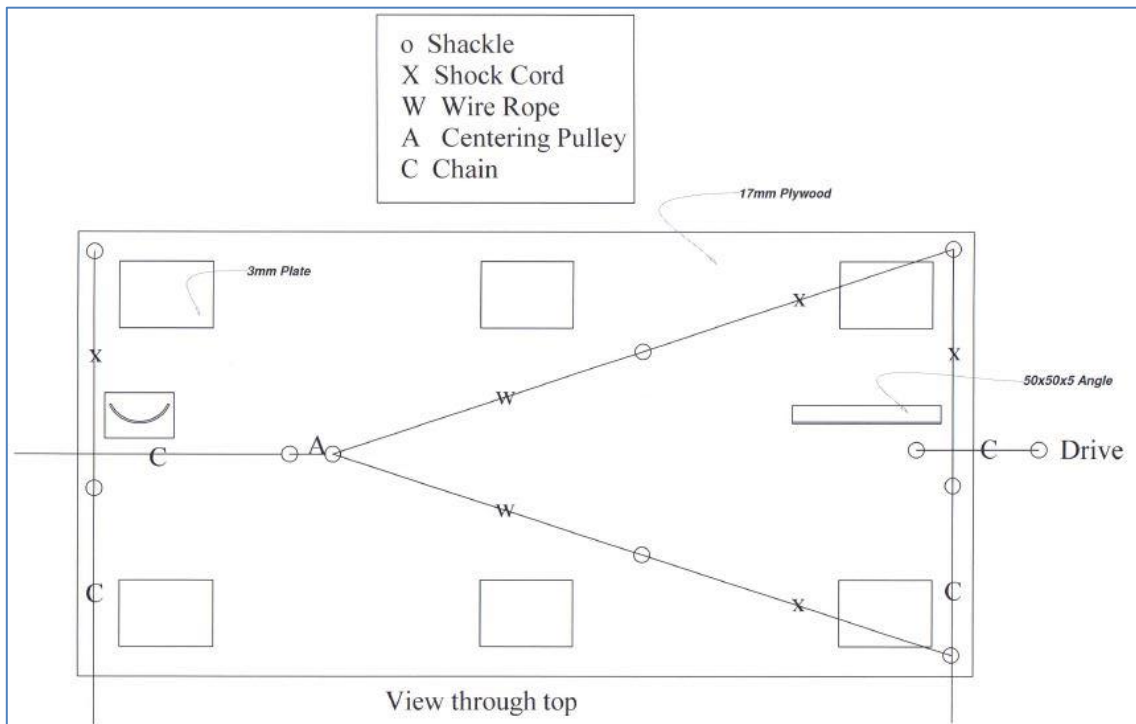 o Shackle
X Shock Cord
W Wire Rope
A Centering Pulley
C Chain
17mm Plywood
3mm Plate
x
x
x
50x50x5 Angle
w
C
A
C
Drive
w
C
x
C
View through top